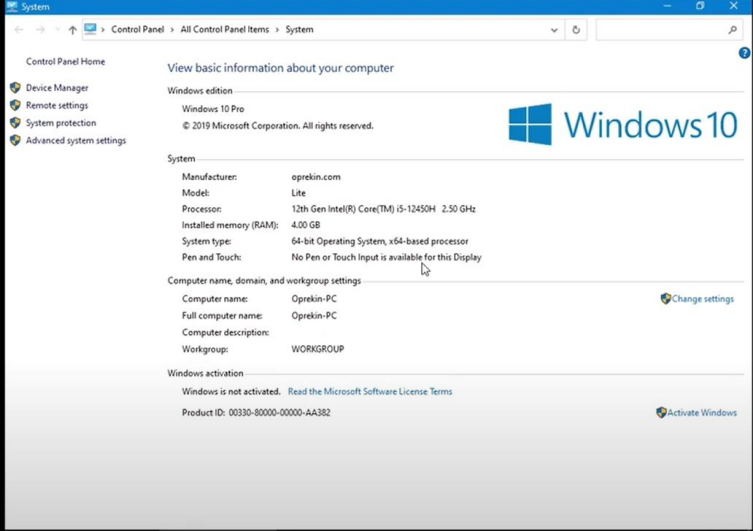 System
Control Panel > All Control Panel Items > System
Control Panel Home
Device Manager
Remote settings
System protection
Advanced system settings
View basic information about your computer
Windows edition
Windows 10 Pro
© 2019 Microsoft Corporation. All rights reserved.
Windows 10
System
Manufacturer: oprekin.com
Model: Lite
Processor: 12th Gen Intel(R) Core(TM) i5-12450H 2.50 GHz
Installed memory (RAM): 4.00 GB
System type: 64-bit Operating System, x64-based processor
Pen and Touch: No Pen or Touch Input is available for this Display
Computer name, domain, and workgroup settings
Computer name: Oprekin-PC
Change settings
Full computer name: Oprekin-PC
Computer description:
Workgroup: WORKGROUP
Windows activation
Windows is not activated. Read the Microsoft Software License Terms
Product ID: 00330-80000-00000-AA382
Activate Windows